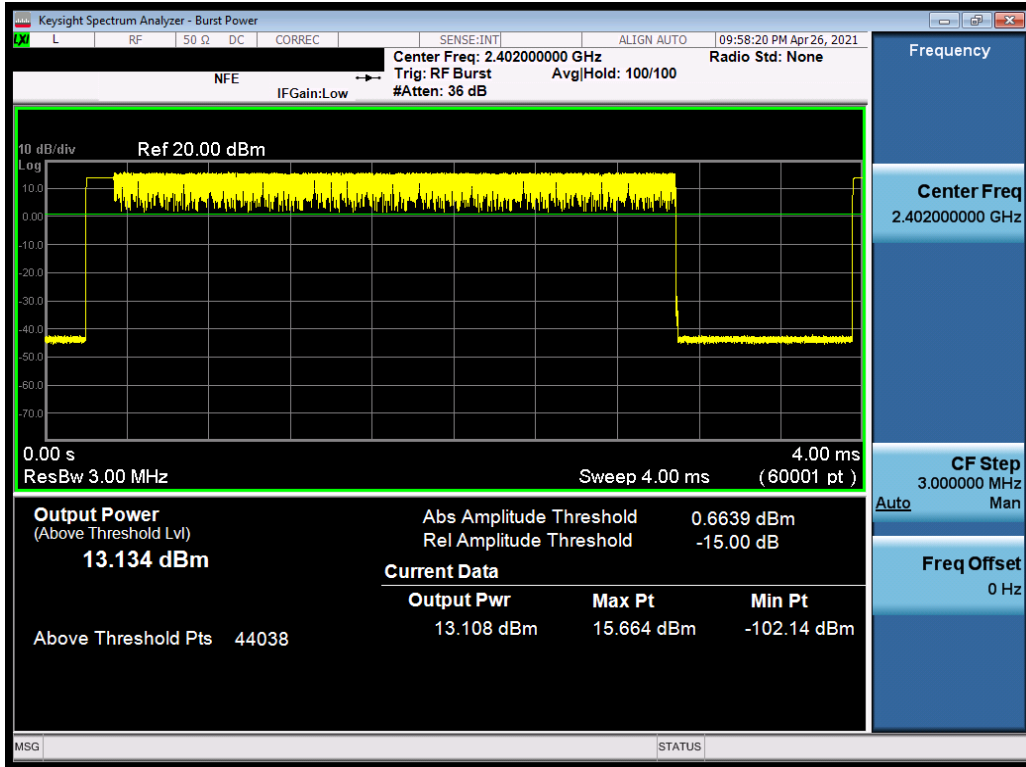 Keysight Spectrum Analyzer - Burst Power
LXI L RF 50 Ω DC CORREC SENSE:INT ALIGN AUTO 09:58:20 PM Apr 26, 2021
Center Freq: 2.402000000 GHz Radio Std: None
NFE Trig: RF Burst Avg|Hold: 100/100
IFGain:Low #Atten: 36 dB
10 dB/div Ref 20.00 dBm
Log
10.0
0.00
-10.0
-20.0
-30.0
-40.0
-50.0
-60.0
-70.0
0.00 s 4.00 ms
ResBw 3.00 MHz Sweep 4.00 ms (60001 pt )
Output Power Abs Amplitude Threshold 0.6639 dBm
(Above Threshold Lvl) Rel Amplitude Threshold -15.00 dB
13.134 dBm
Current Data
Output Pwr Max Pt Min Pt
13.108 dBm 15.664 dBm -102.14 dBm
Above Threshold Pts 44038
MSG STATUS
Frequency
Center Freq
2.402000000 GHz
CF Step
3.000000 MHz
Auto Man
Freq Offset
0 Hz